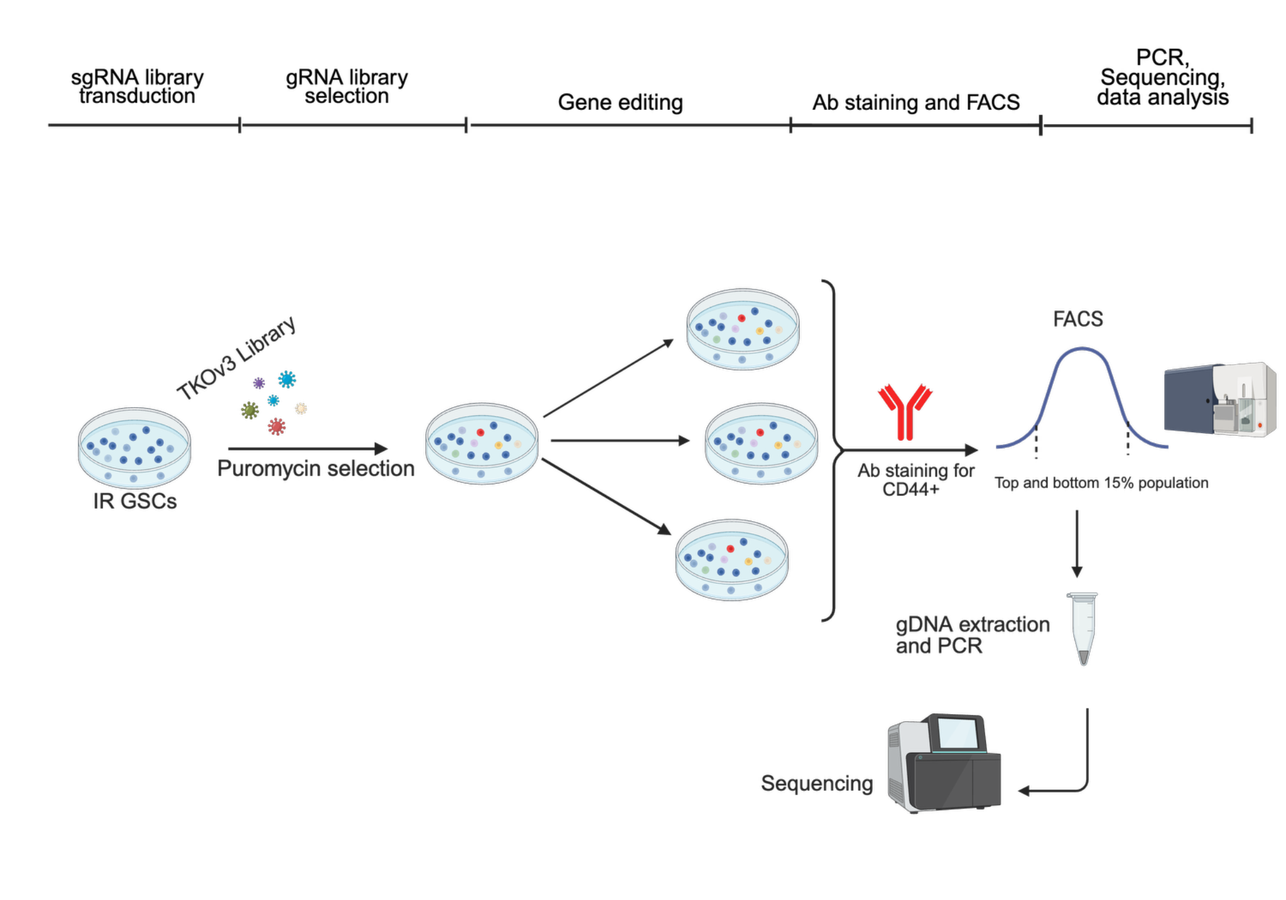 sgRNA library
transduction
gRNA library
selection
Gene editing
Ab staining and FACS
PCR,
Sequencing,
data analysis
TKOv3 Library
Puromycin selection
IR GSCs
Ab staining for
CD44+
FACS
Top and bottom 15% population
gDNA extraction
and PCR
Sequencing